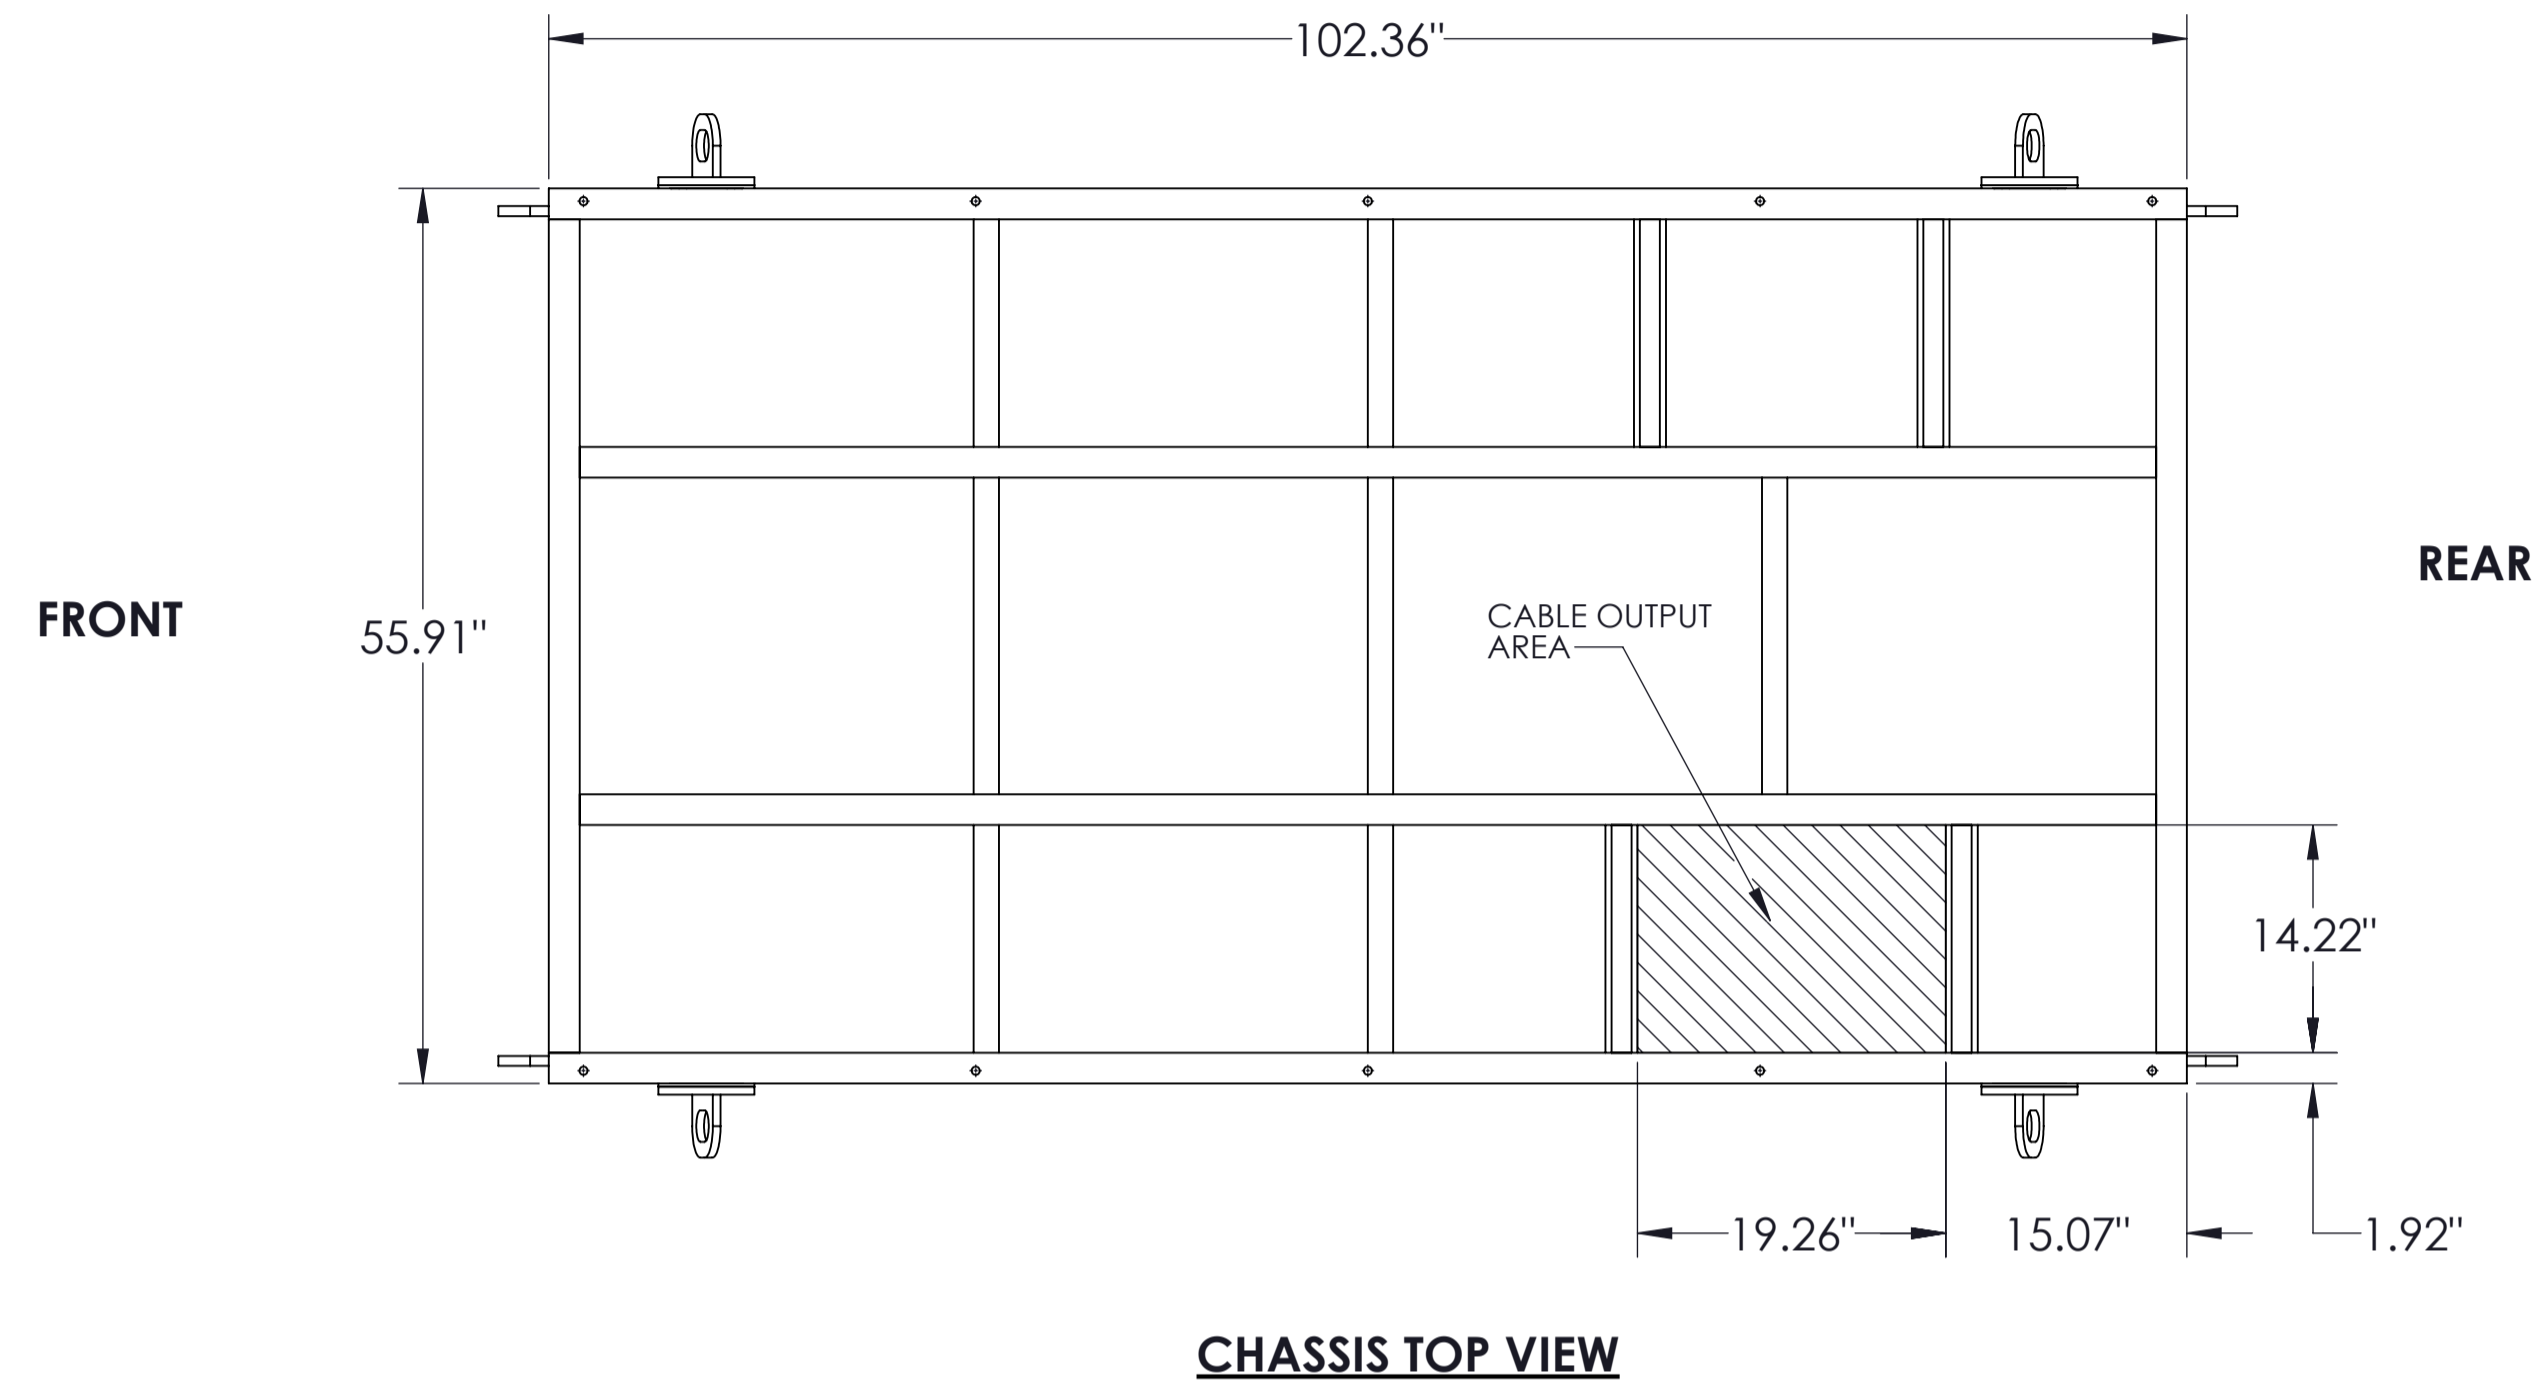 102.36"
REAR
FRONT
55.91"
CABLE OUTPUT
AREA
14.22"
19.26"
15.07"
1.92"
CHASSIS TOP VIEW